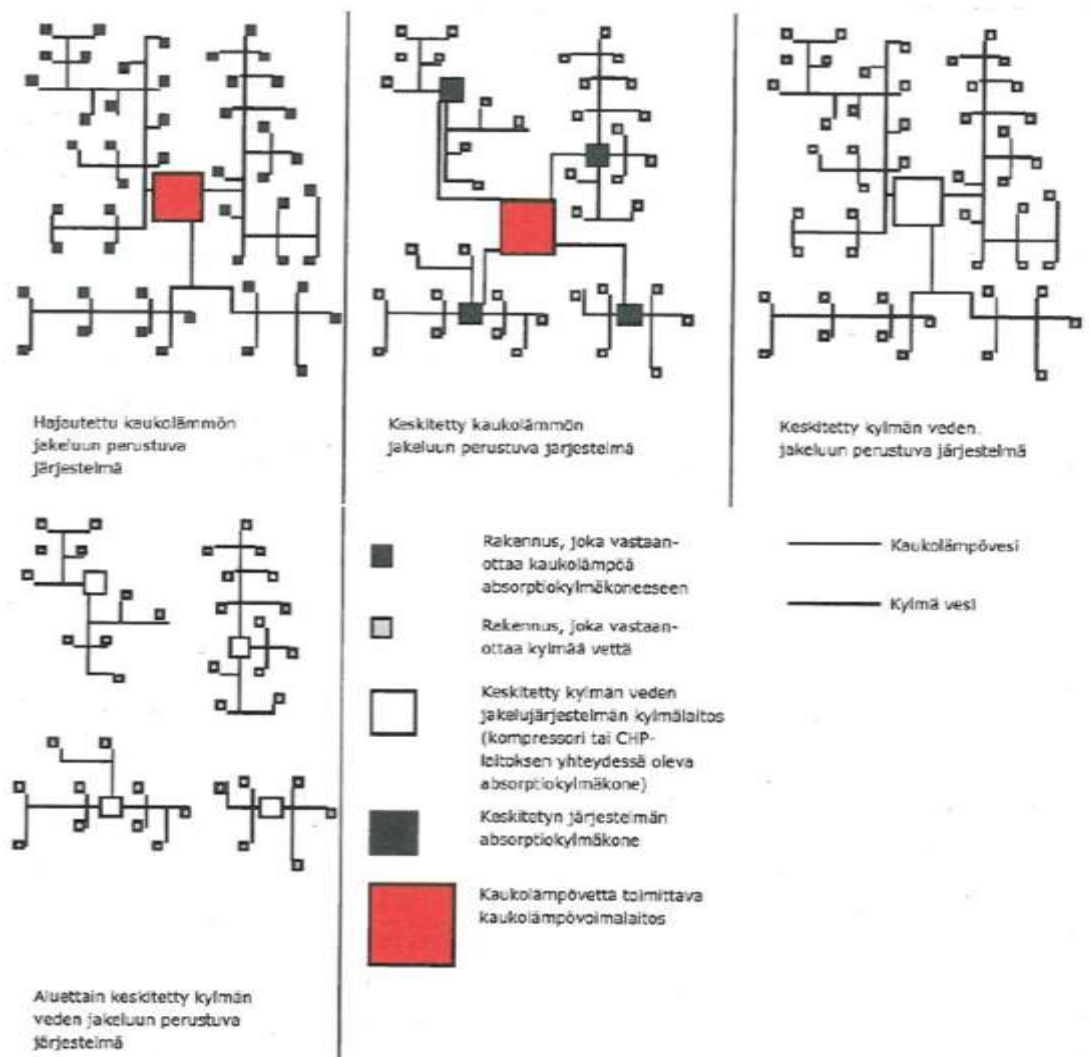 Hajautettu kaukolämmön
jakeluun perustuva
järjestelmä
Keskitetty kaukolämmön
jakeluun perustuva järjestelmä
Keskitetty kylmän veden.
jakeluun perustuva järjestelmä
Rakennus, joka vastaan-
ottaa kaukolämpöä
absorptiokylmäkoneeseen
Rakennus, joka vastaan-
ottaa kylmää vettä
Keskitetty kylmän veden
jakelujärjestelmän kylmälaitos
(kompressori tai CHP-
laitoksen yhteydessä oleva
absorptiokylmäkone)
Keskitetyn järjestelmän
absorptiokylmäkone
Kaukolämpövettä toimittava
kaukolämpövoimalaitos
Kaukolämpövesi
Kylmä vesi
Aluettain keskitetty kylmän
veden jakeluun perustuva
järjestelmä